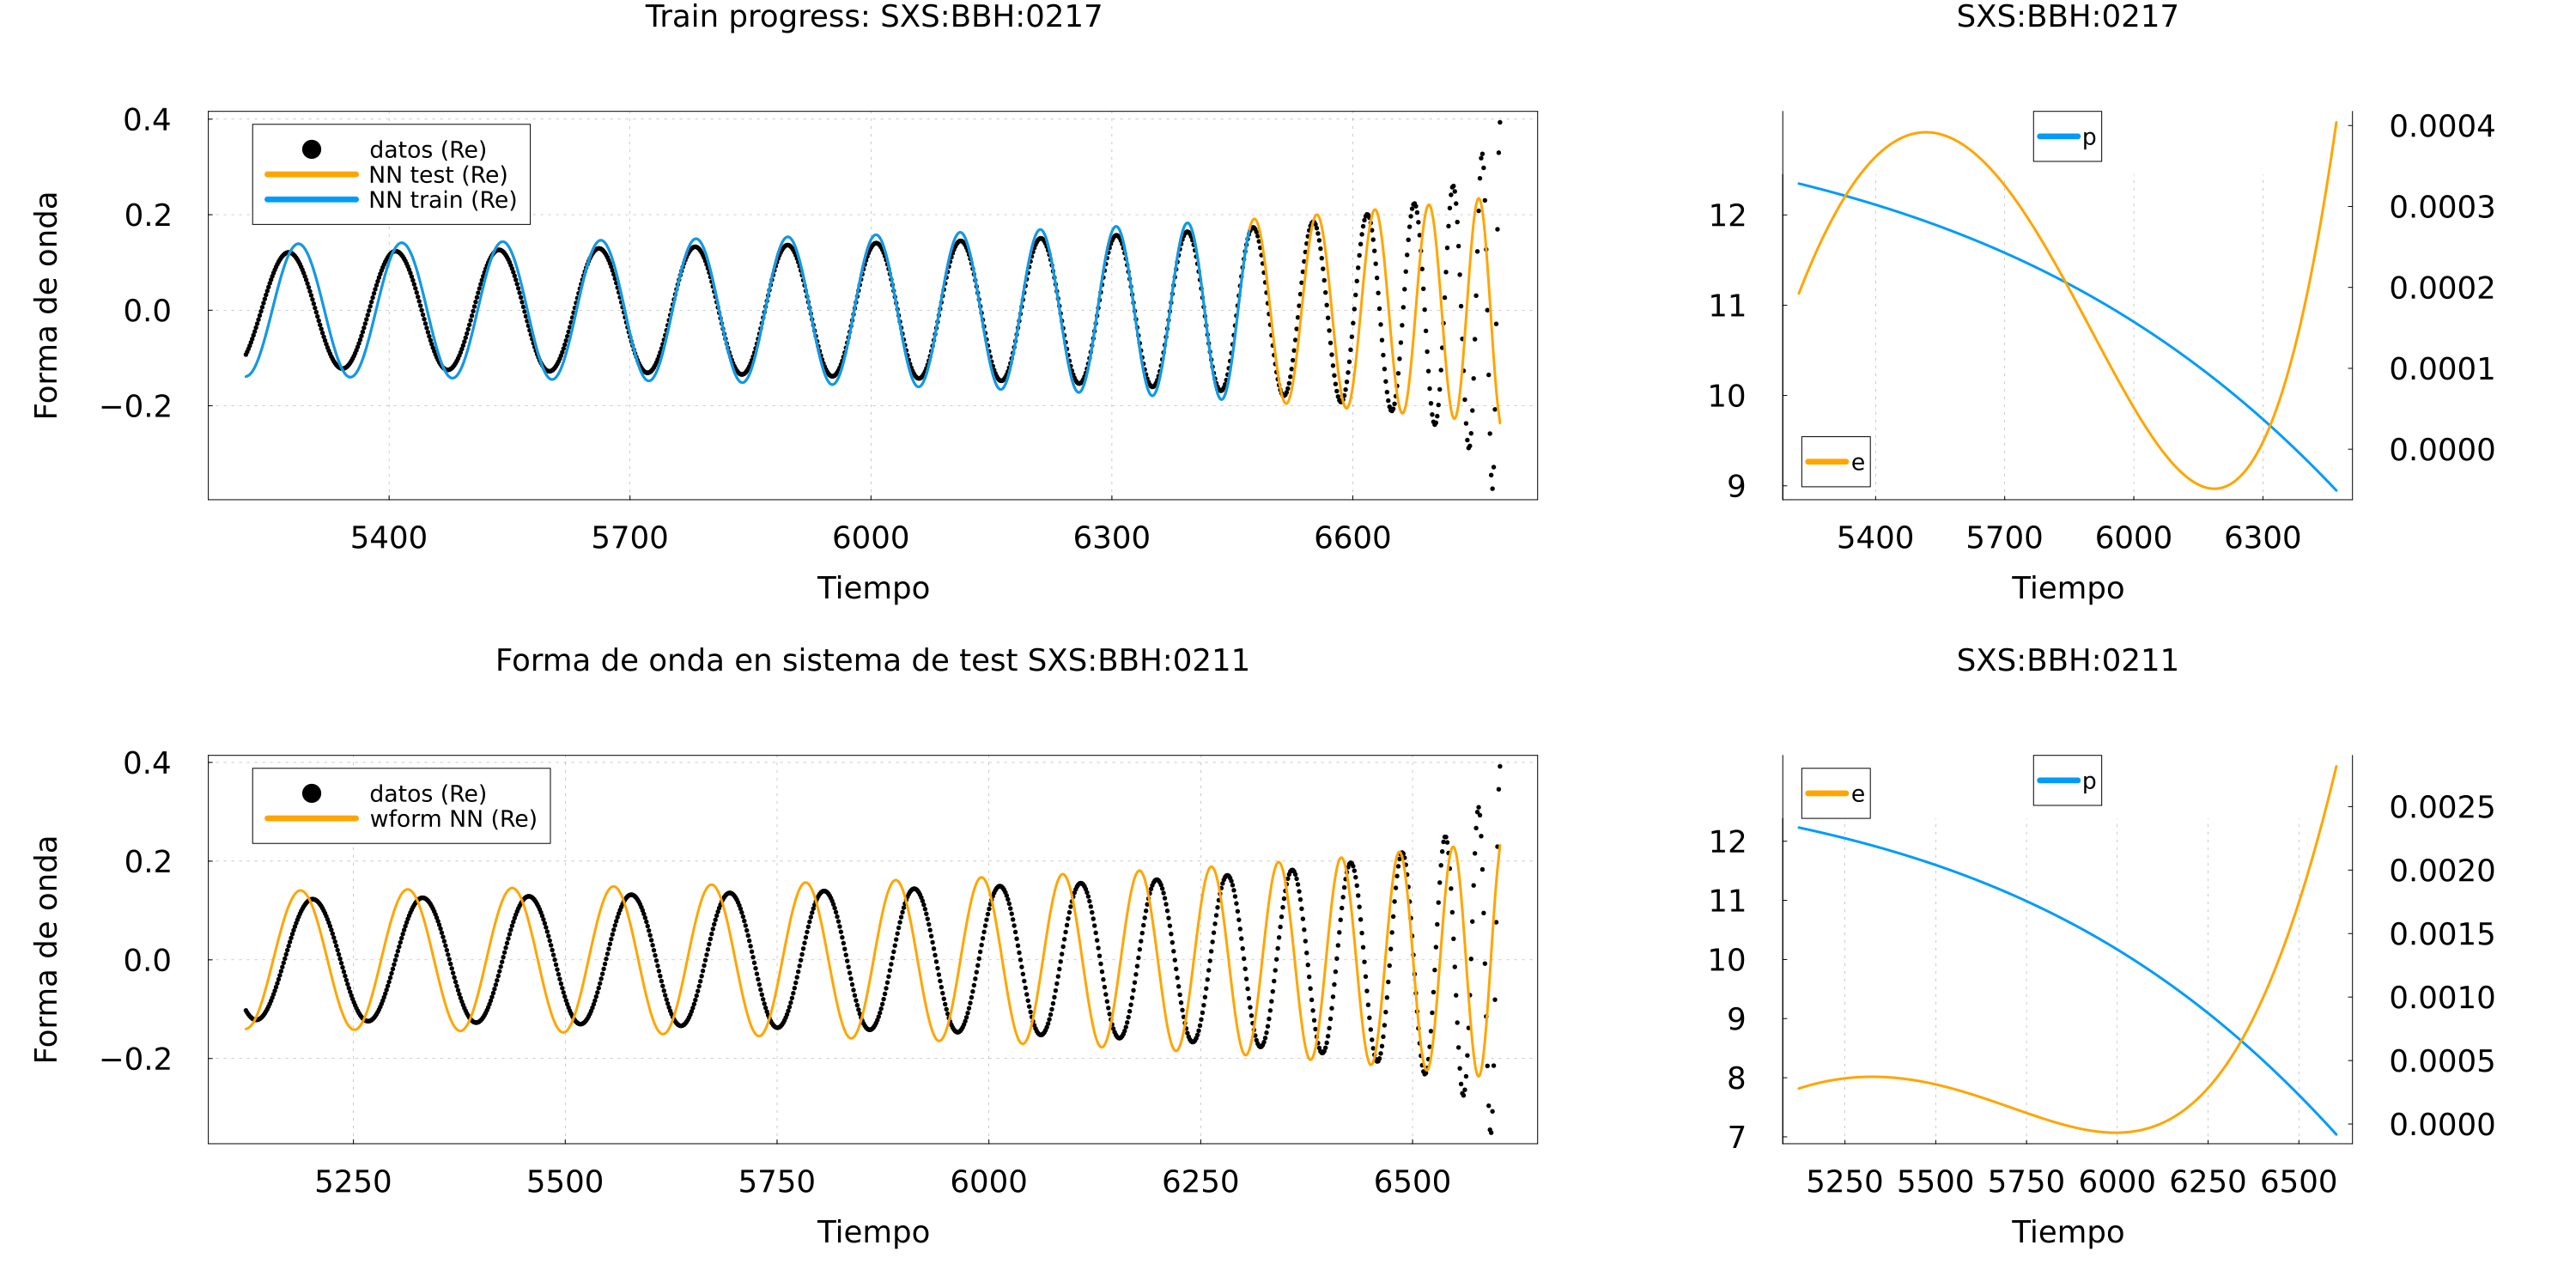 Train progress: SXS:BBH:0217
Forma de onda
0.4
0.2
0.0
−0.2
datos (Re)
NN test (Re)
NN train (Re)
5400 5700 6000 6300 6600
Tiempo
SXS:BBH:0217
12
11
10
9
p
e
0.0004
0.0003
0.0002
0.0001
0.0000
5400 5700 6000 6300
Tiempo
Forma de onda en sistema de test SXS:BBH:0211
Forma de onda
0.4
0.2
0.0
−0.2
datos (Re)
wform NN (Re)
5250 5500 5750 6000 6250 6500
Tiempo
SXS:BBH:0211
12
11
10
9
8
7
e
p
0.0025
0.0020
0.0015
0.0010
0.0005
0.0000
5250 5500 5750 6000 6250 6500
Tiempo